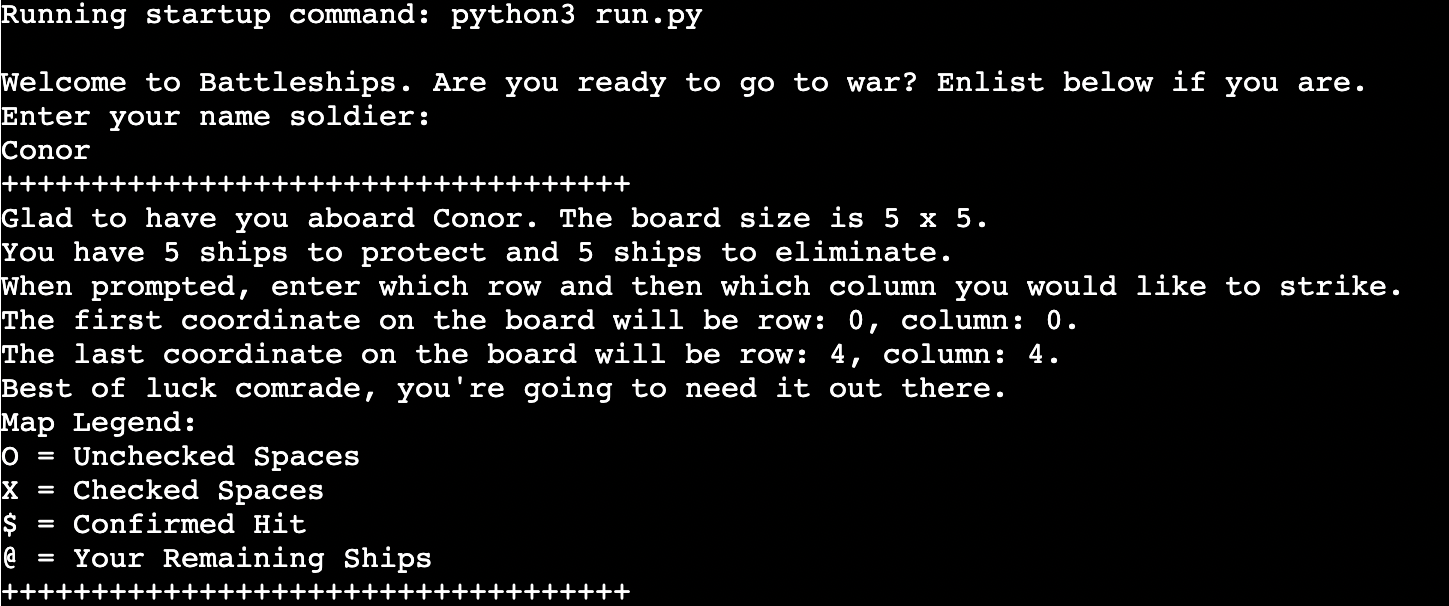 Running startup command: python3 run.py
Welcome to Battleships. Are you ready to go to war? Enlist below if you are.
Enter your name soldier:
Conor
+++++++++++++++++++++++++++++++++++
Glad to have you aboard Conor. The board size is 5 x 5.
You have 5 ships to protect and 5 ships to eliminate.
When prompted, enter which row and then which column you would like to strike.
The first coordinate on the board will be row: 0, column: 0.
The last coordinate on the board will be row: 4, column: 4.
Best of luck comrade, you're going to need it out there.
Map Legend:
O = Unchecked Spaces
X = Checked Spaces
$ = Confirmed Hit
@ = Your Remaining Ships
+++++++++++++++++++++++++++++++++++